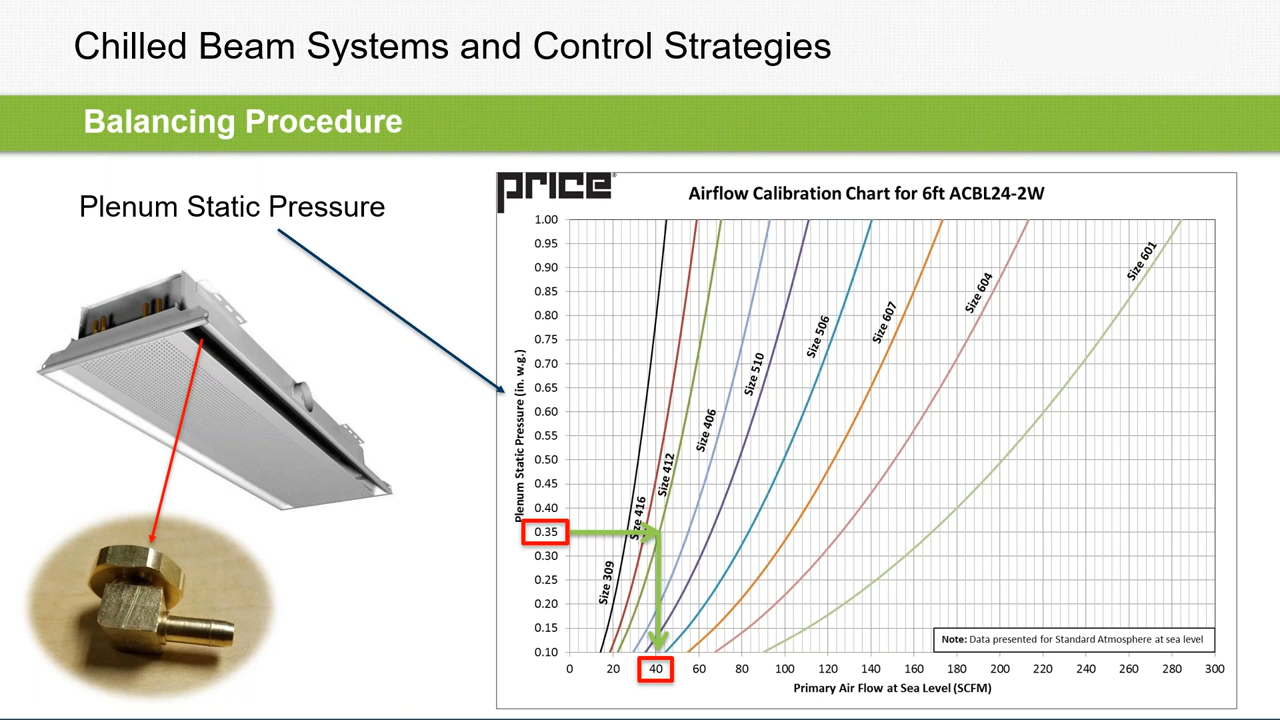 Chilled Beam Systems and Control Strategies
Balancing Procedure
Plenum Static Pressure
price®
Airflow Calibration Chart for 6ft ACBL24-2W
Plenum Static Pressure (in. w.g.)
1.00
0.95
0.90
0.85
0.80
0.75
0.70
0.65
0.60
0.55
0.50
0.45
0.40
0.35
0.30
0.25
0.20
0.15
0.10
Size 309
Size 416
Size 412
Size 406
Size 510
Size 506
Size 607
Size 604
Size 601
Note: Data presented for Standard Atmosphere at sea level
0 20 40 60 80 100 120 140 160 180 200 220 240 260 280 300
Primary Air Flow at Sea Level (SCFM)